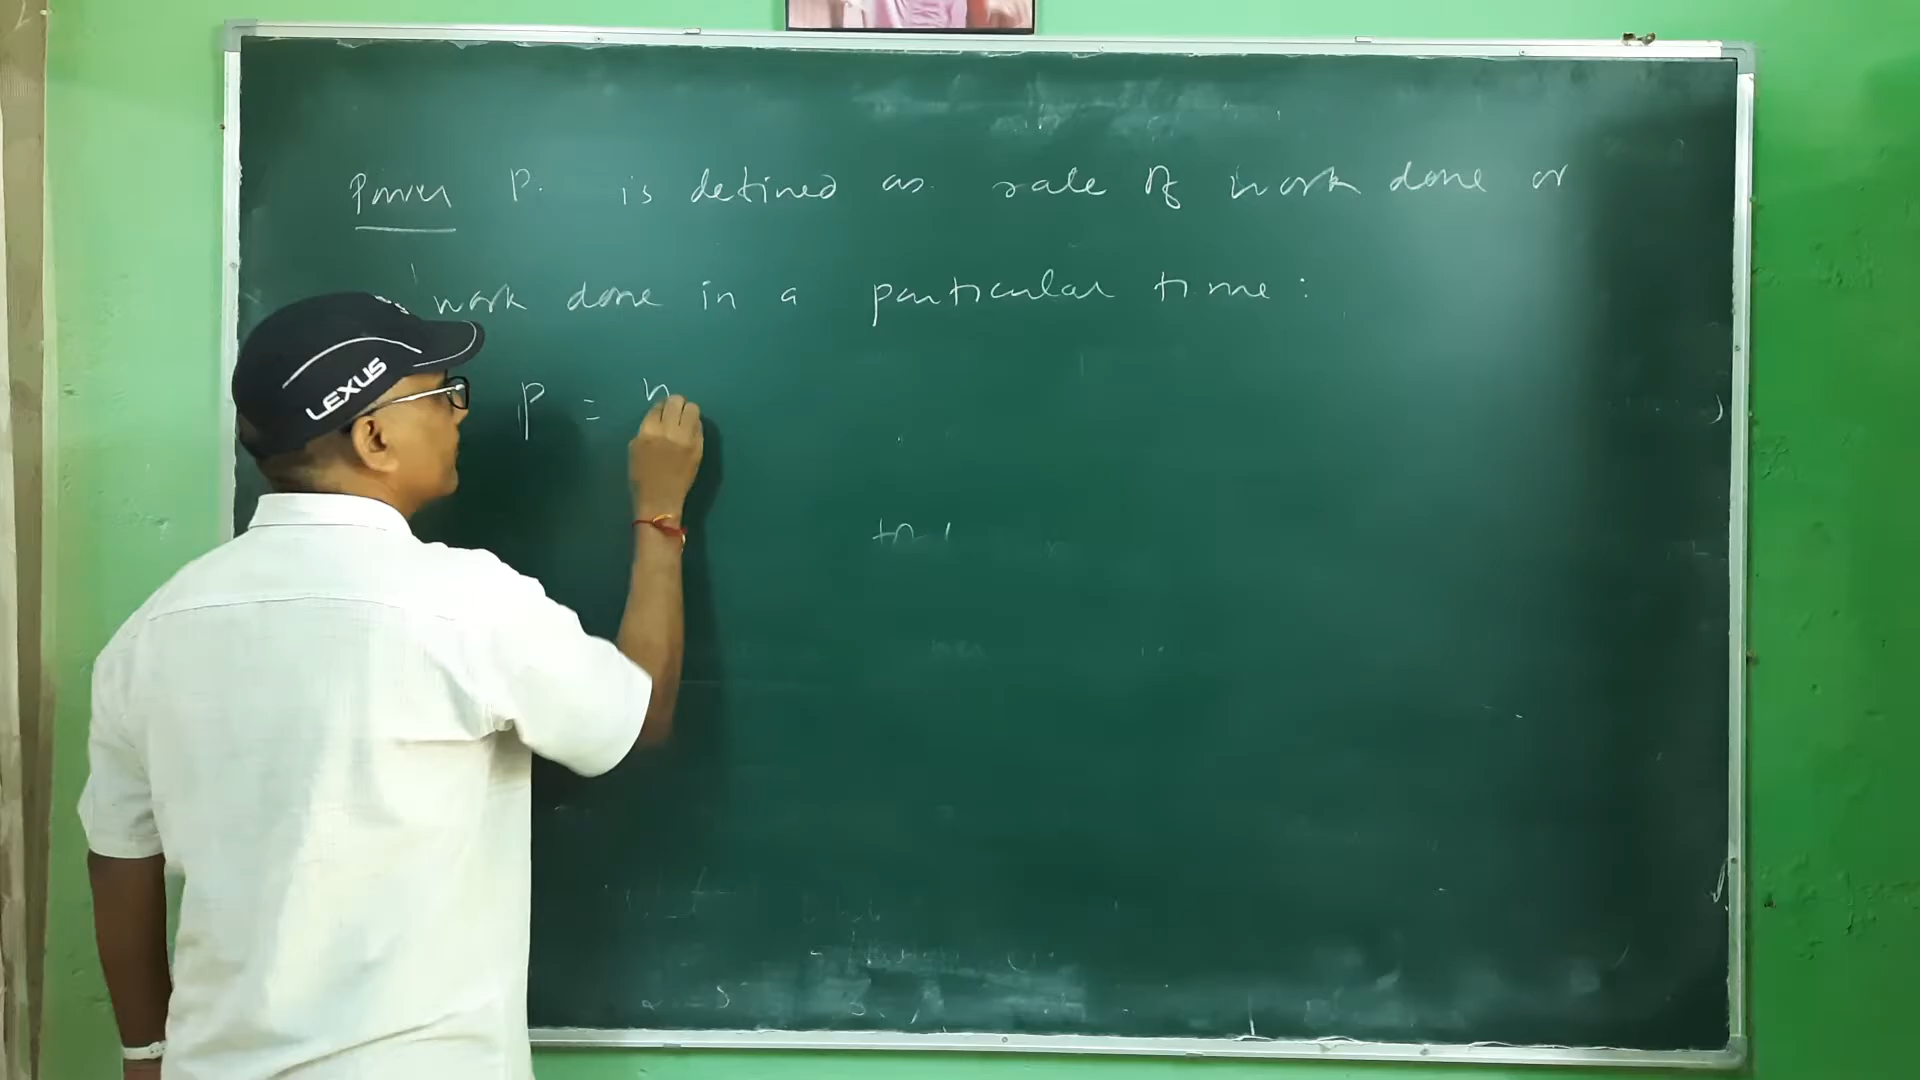 Power P. is defined as rate of work done or
work done in a particular time:
P = W
LEXUS